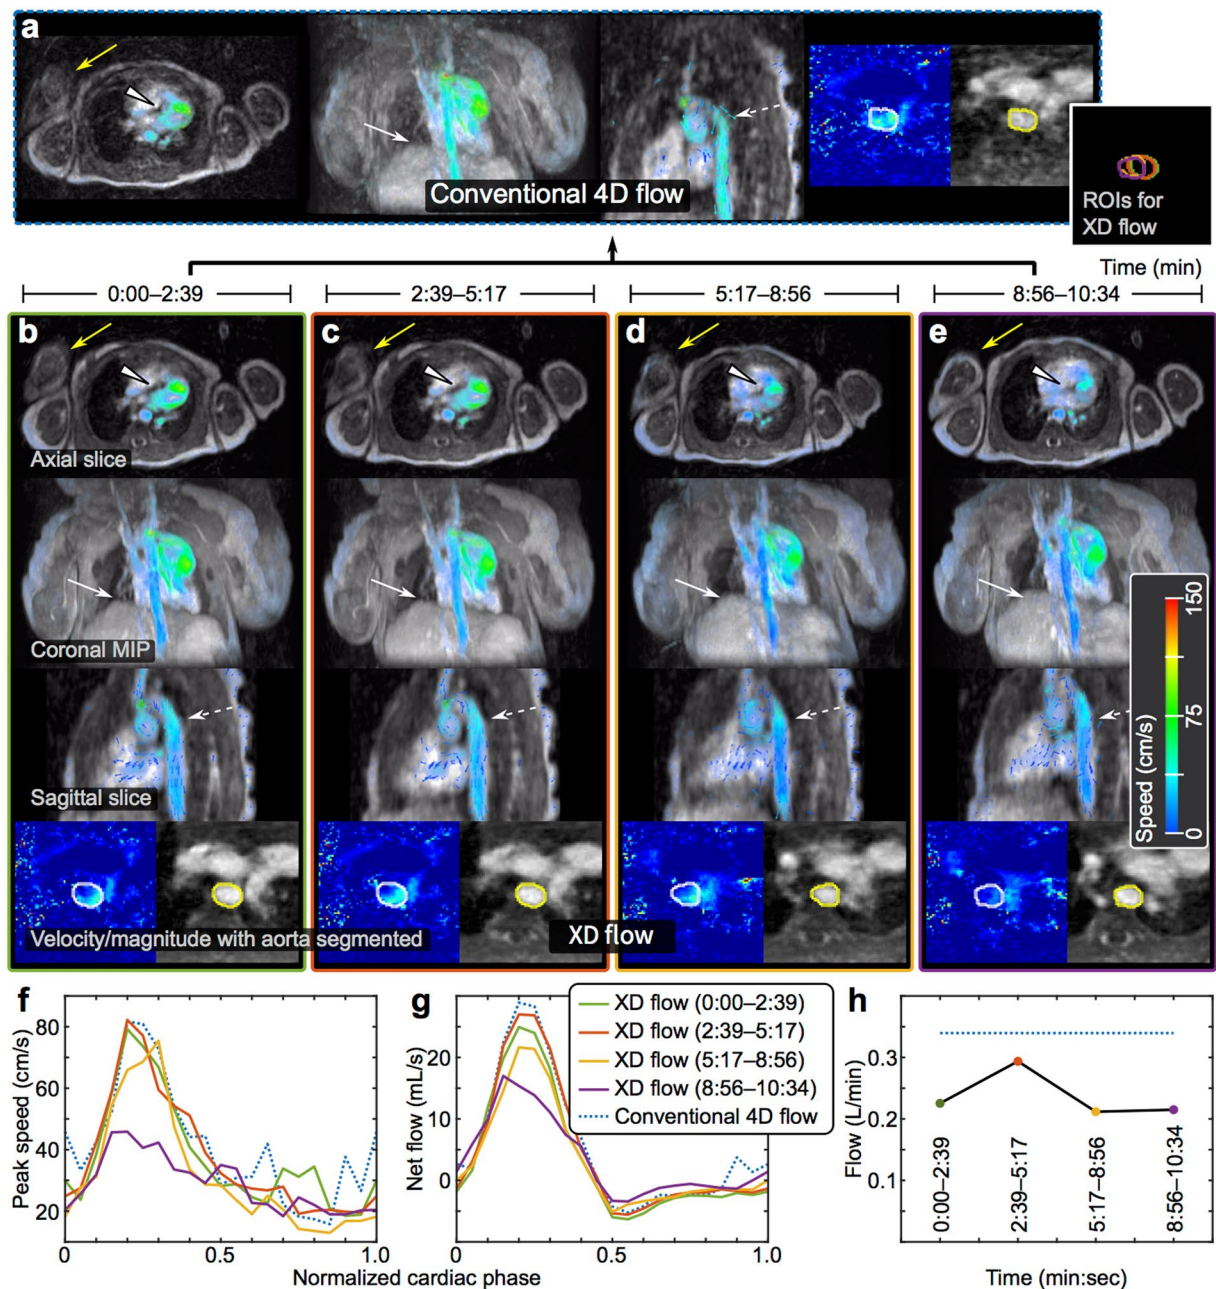 a
Conventional 4D flow
ROIs for
XD flow
Time (min)
0:00–2:39
2:39–5:17
5:17–8:56
8:56–10:34
b
c
d
e
Axial slice
Coronal MIP
Sagittal slice
Velocity/magnitude with aorta segmented
XD flow
Speed (cm/s)
150
75
0
f
Peak speed (cm/s)
80
60
40
20
0
0.5
1.0
g
Net flow (mL/s)
20
10
0
0
0.5
1.0
Normalized cardiac phase
XD flow (0:00–2:39)
XD flow (2:39–5:17)
XD flow (5:17–8:56)
XD flow (8:56–10:34)
Conventional 4D flow
h
Flow (L/min)
0.3
0.2
0.1
0:00–2:39
2:39–5:17
5:17–8:56
8:56–10:34
Time (min:sec)